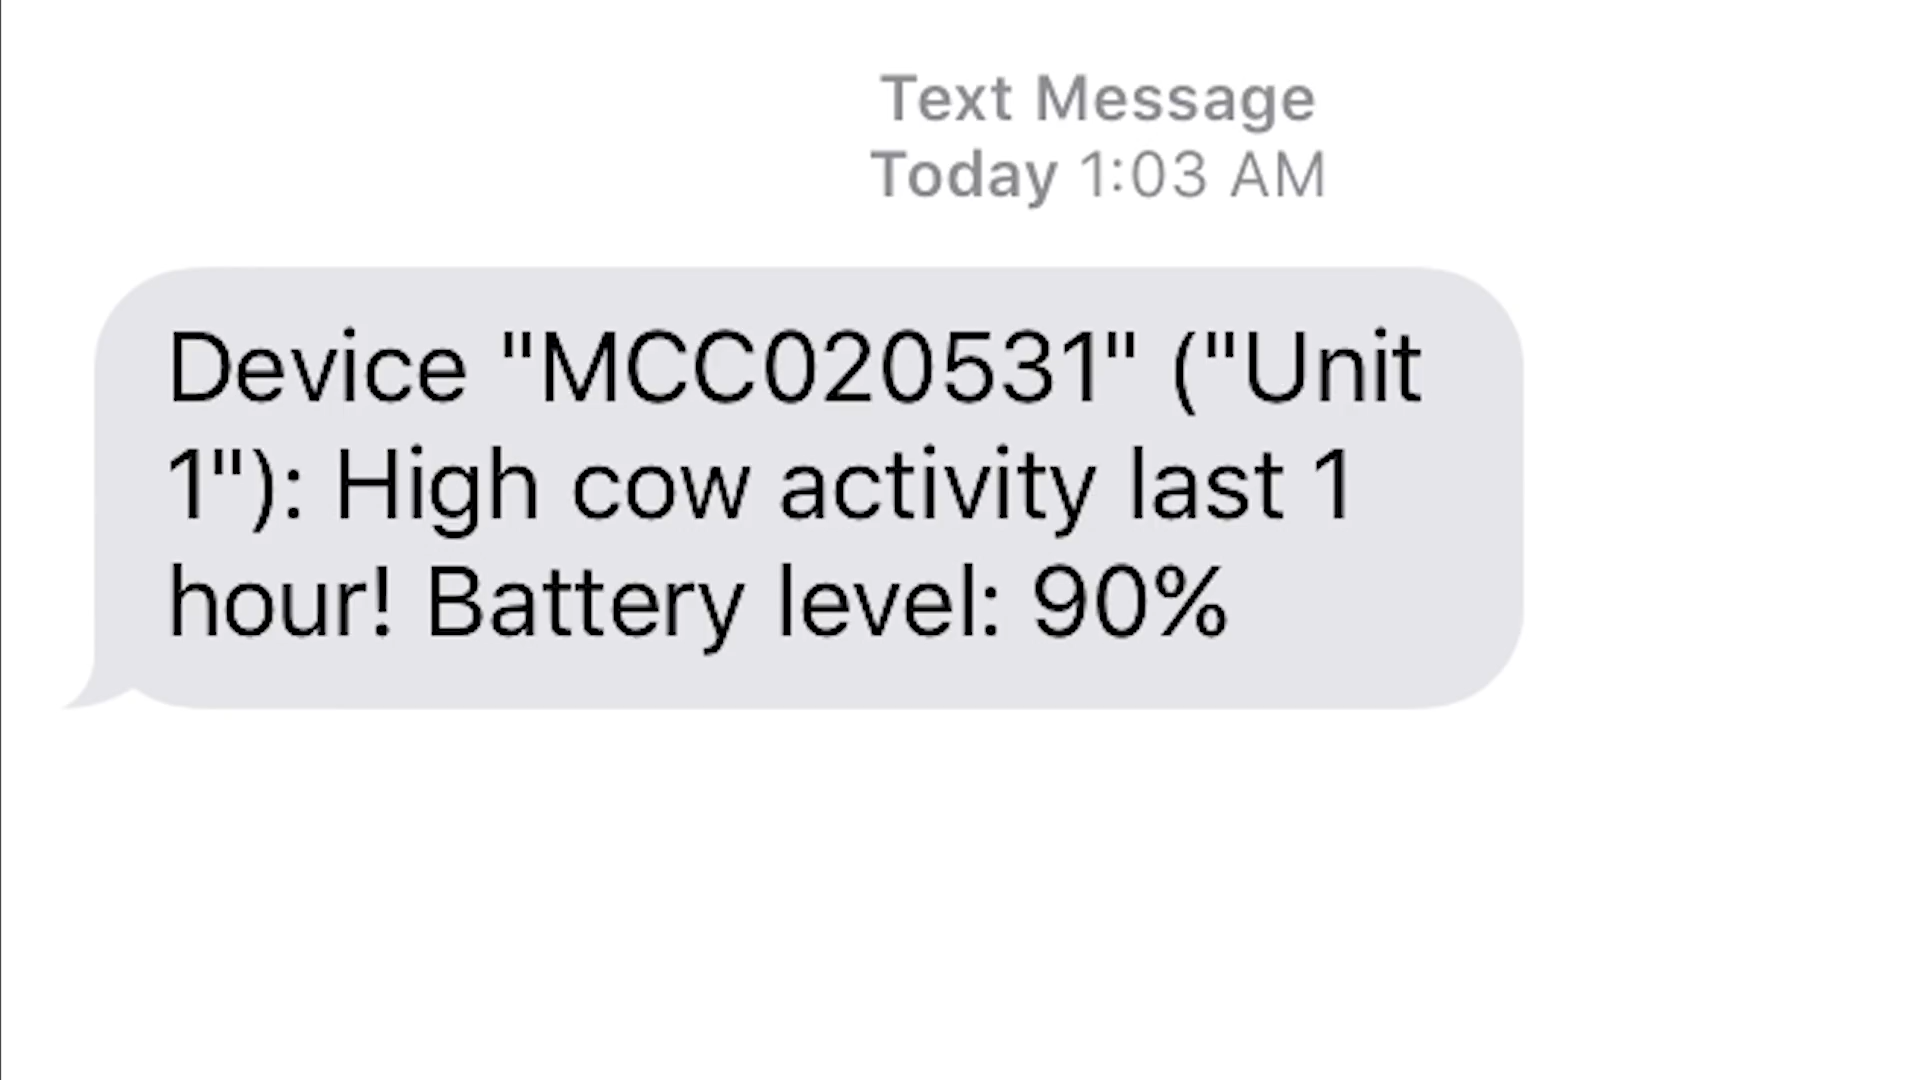 Text Message
Today 1:03 AM
Device "MCC020531" ("Unit
1"): High cow activity last 1
hour! Battery level: 90%